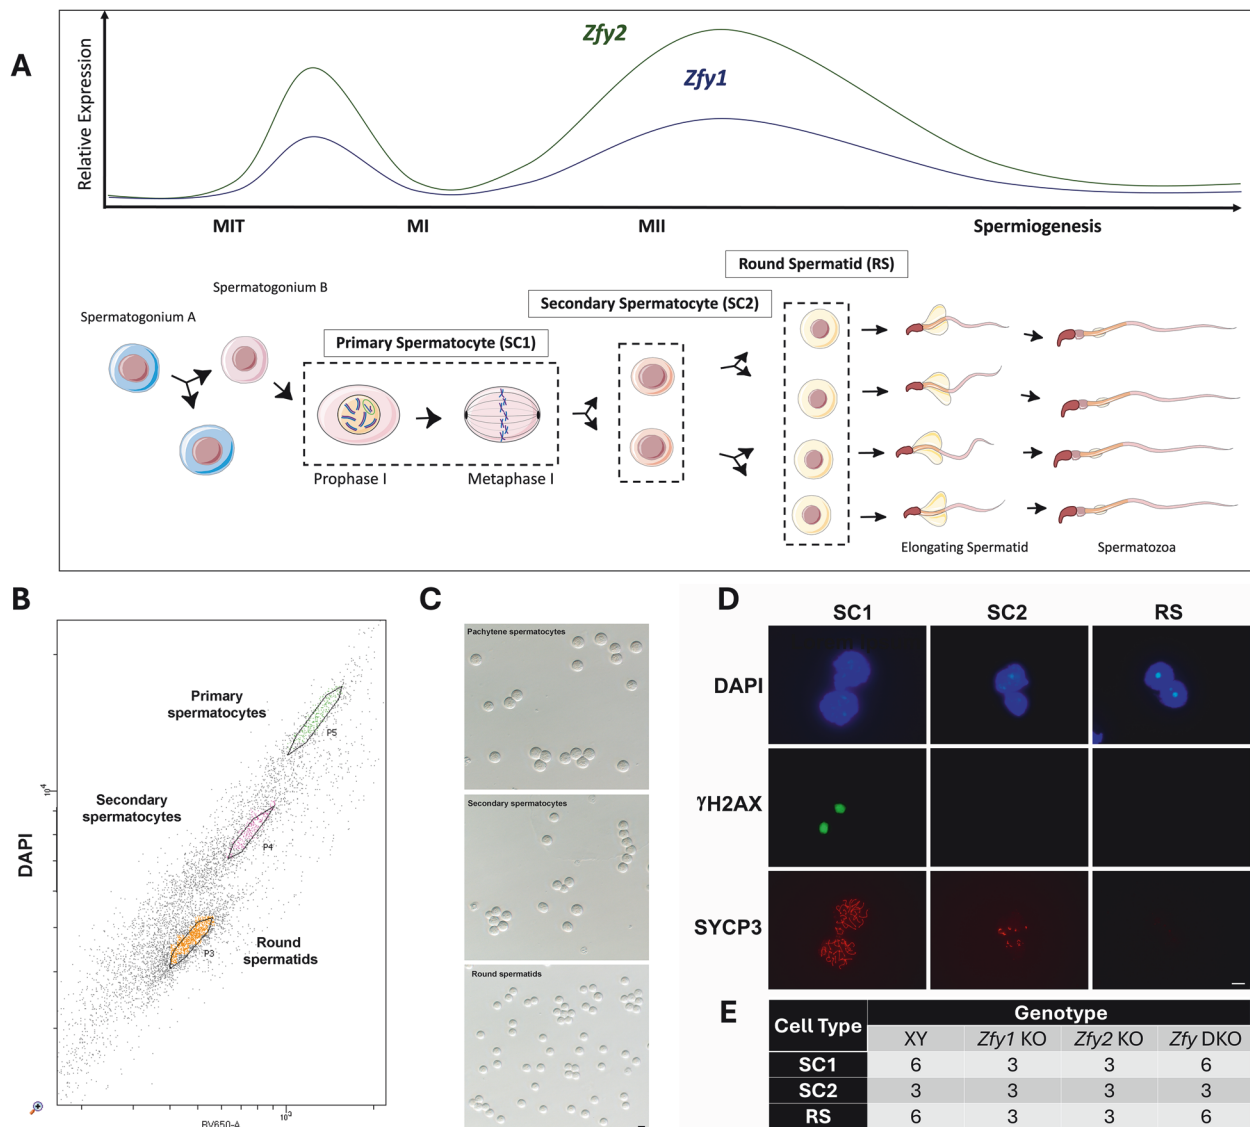 A
Relative Expression
Zfy2
Zfy1
MIT
MI
MII
Spermiogenesis
Round Spermatid (RS)
Secondary Spermatocyte (SC2)
Spermatogonium B
Spermatogonium A
Primary Spermatocyte (SC1)
Prophase I
Metaphase I
Elongating Spermatid
Spermatozoa
B
DAPI
Primary
spermatocytes
P5
Secondary
spermatocytes
P4
Round
spermatids
P3
10⁴
10³
BV650-A
C
Pachytene spermatocytes
Secondary spermatocytes
Round spermatids
D
SC1 SC2 RS
DAPI
γH2AX
SYCP3
E
Cell Type Genotype
XY Zfy1 KO Zfy2 KO Zfy DKO
SC1 6 3 3 6
SC2 3 3 3 3
RS 6 3 3 6